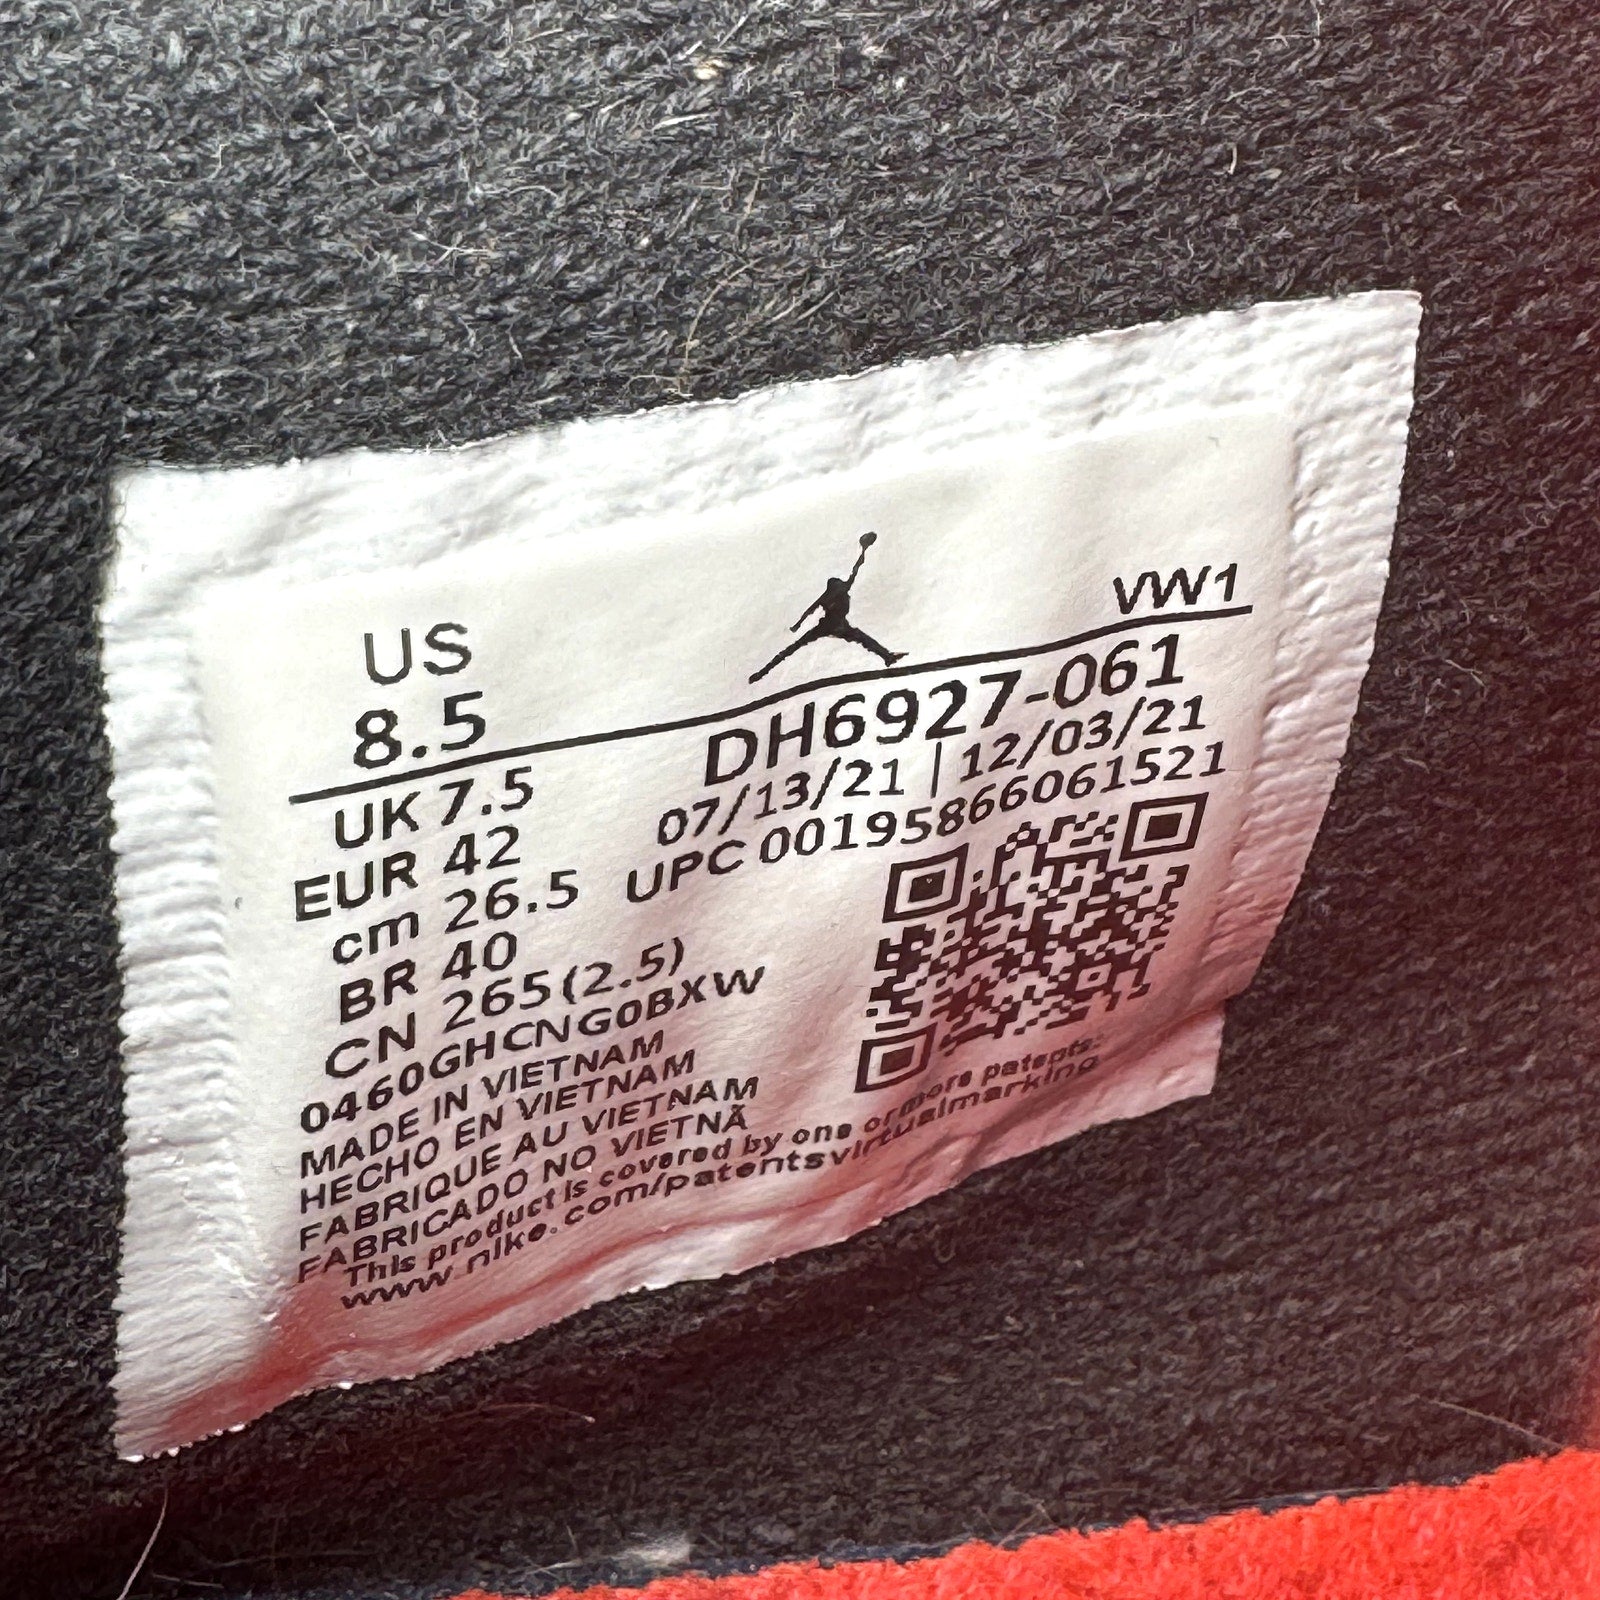 US
8.5
VW1
UK 7.5
EUR 42
cm 26.5
BR 40
CN 265(2.5)
DH6927-061
07/13/21 | 12/03/21
UPC 00195866061521
0460GHCNG0BXW
MADE IN VIETNAM
HECHO EN VIETNAM
FABRIQUE AU VIETNAM
FABRICADO NO VIETNÃ
This product is covered by one or more patents:
www.nike.com/patentsvirtualmarking